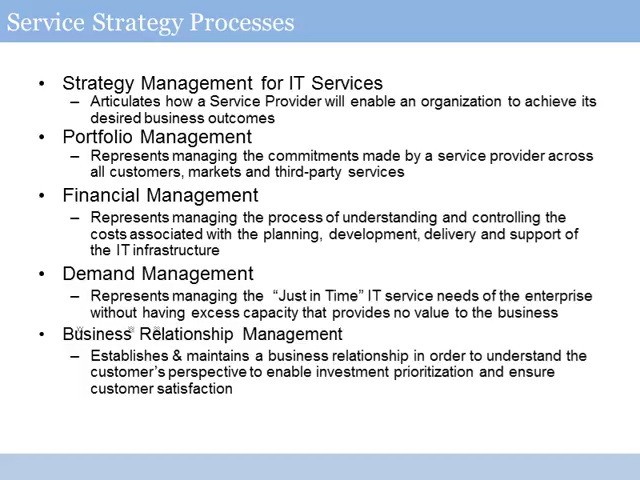 Service Strategy Processes
• Strategy Management for IT Services
– Articulates how a Service Provider will enable an organization to achieve its
desired business outcomes
• Portfolio Management
– Represents managing the commitments made by a service provider across
all customers, markets and third-party services
• Financial Management
– Represents managing the process of understanding and controlling the
costs associated with the planning, development, delivery and support of
the IT infrastructure
• Demand Management
– Represents managing the “Just in Time” IT service needs of the enterprise
without having excess capacity that provides no value to the business
• Business Relationship Management
– Establishes & maintains a business relationship in order to understand the
customer’s perspective to enable investment prioritization and ensure
customer satisfaction